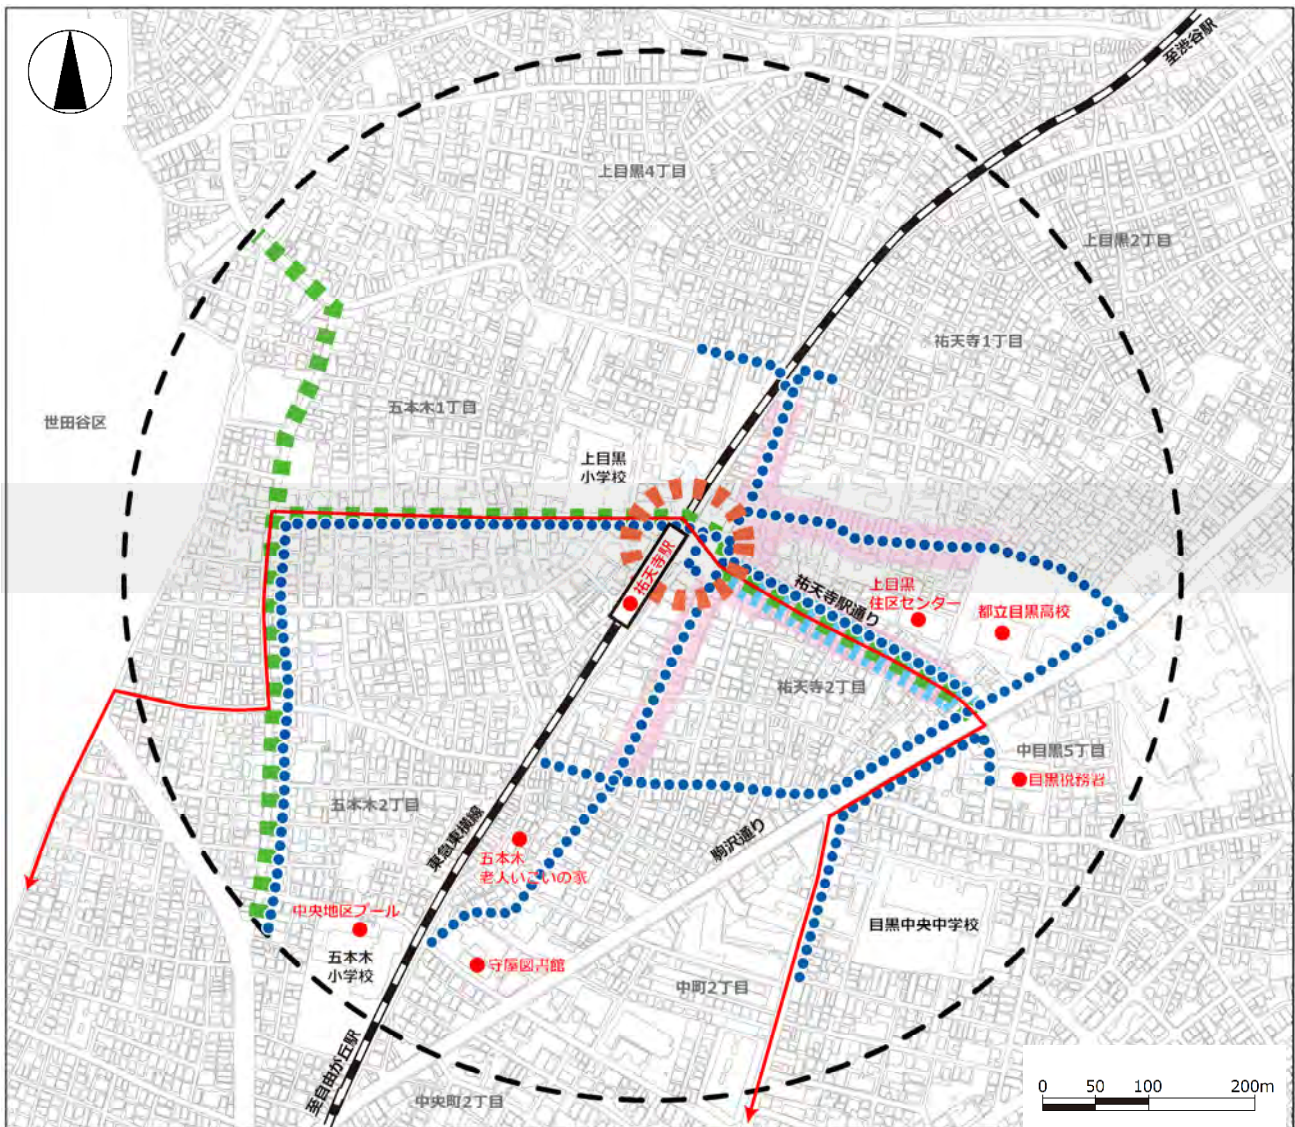 至渋谷駅
上目黒4丁目
上目黒2丁目
祐天寺1丁目
世田谷区
五本木1丁目
上目黒
小学校
祐天寺駅
祐天寺駅通り
上目黒
住区センター
都立目黒高校
祐天寺2丁目
中目黒5丁目
目黒税務署
五本木2丁目
東急東横線
駒沢通り
五本木
老人いこいの家
中央地区プール
目黒中央中学校
五本木
小学校
守屋図書館
中町2丁目
至自由が丘駅
中央町2丁目
0 50 100 200m